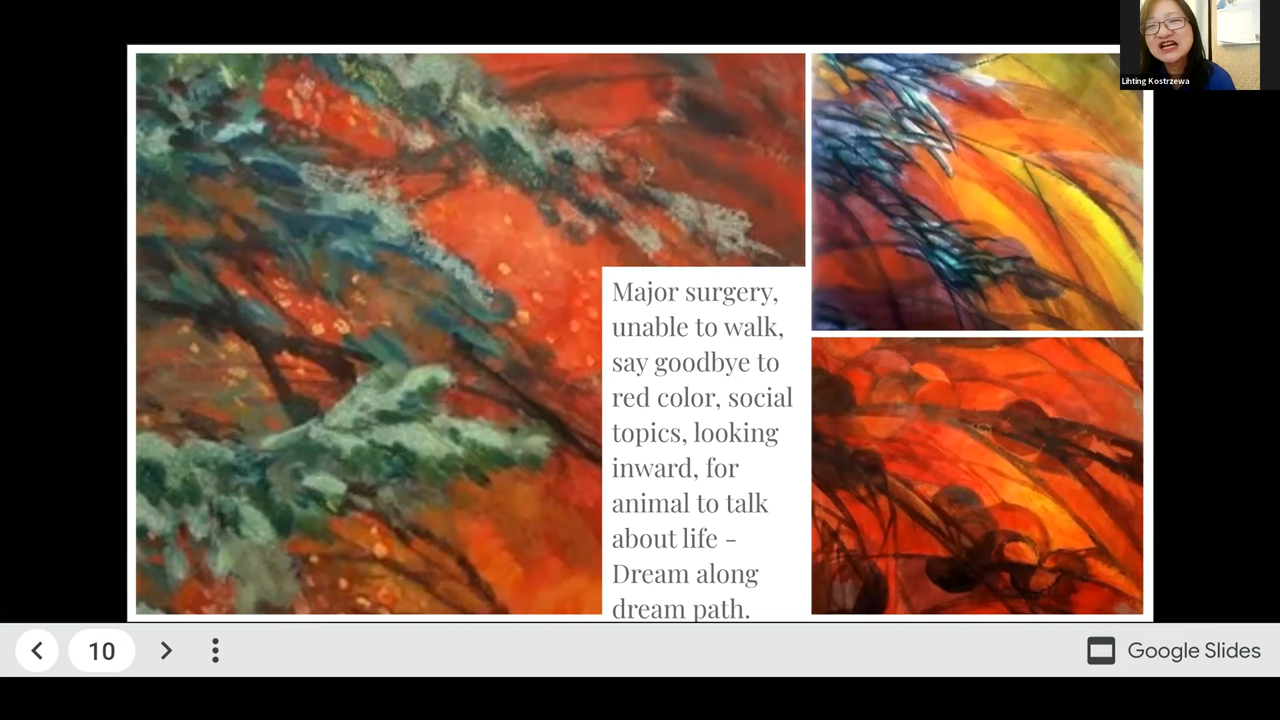 Lihting Kostrzewa
Major surgery,
unable to walk,
say goodbye to
red color, social
topics, looking
inward, for
animal to talk
about life -
Dream along
dream path.
10
Google Slides